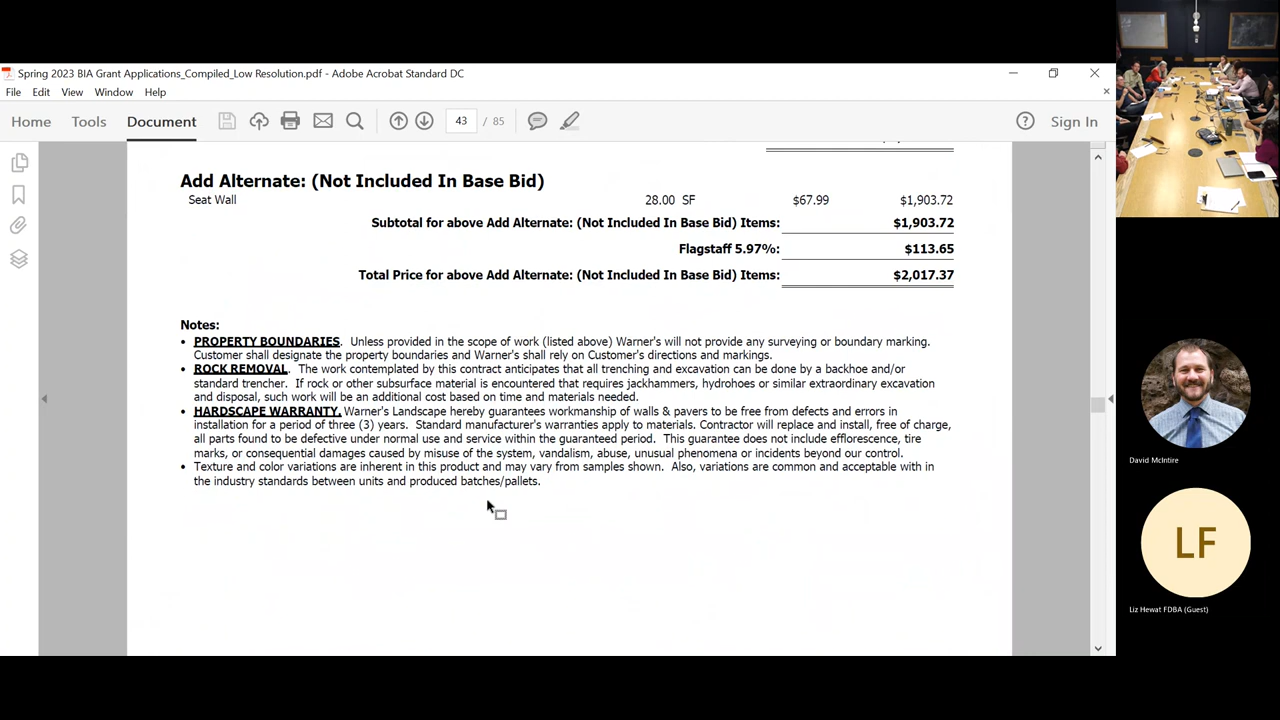 Spring 2023 BIA Grant Applications_Compiled_Low Resolution.pdf - Adobe Acrobat Standard DC
File Edit View Window Help
Home Tools Document 43 / 85 Sign In
Add Alternate: (Not Included In Base Bid)
Seat Wall 28.00 SF $67.99 $1,903.72
Subtotal for above Add Alternate: (Not Included In Base Bid) Items: $1,903.72
Flagstaff 5.97%: $113.65
Total Price for above Add Alternate: (Not Included In Base Bid) Items: $2,017.37
Notes:
• PROPERTY BOUNDARIES. Unless provided in the scope of work (listed above) Warner's will not provide any surveying or boundary marking.
Customer shall designate the property boundaries and Warner's shall rely on Customer's directions and markings.
• ROCK REMOVAL. The work contemplated by this contract anticipates that all trenching and excavation can be done by a backhoe and/or
standard trencher. If rock or other subsurface material is encountered that requires jackhammers, hydrohoes or similar extraordinary excavation
and disposal, such work will be an additional cost based on time and materials needed.
• HARDSCAPE WARRANTY. Warner's Landscape hereby guarantees workmanship of walls & pavers to be free from defects and errors in
installation for a period of three (3) years. Standard manufacturer's warranties apply to materials. Contractor will replace and install, free of charge,
all parts found to be defective under normal use and service within the guaranteed period. This guarantee does not include efflorescence, tire
marks, or consequential damages caused by misuse of the system, vandalism, abuse, unusual phenomena or incidents beyond our control.
• Texture and color variations are inherent in this product and may vary from samples shown. Also, variations are common and acceptable with in
the industry standards between units and produced batches/pallets.
David McIntire
LF
Liz Hewat FDBA (Guest)